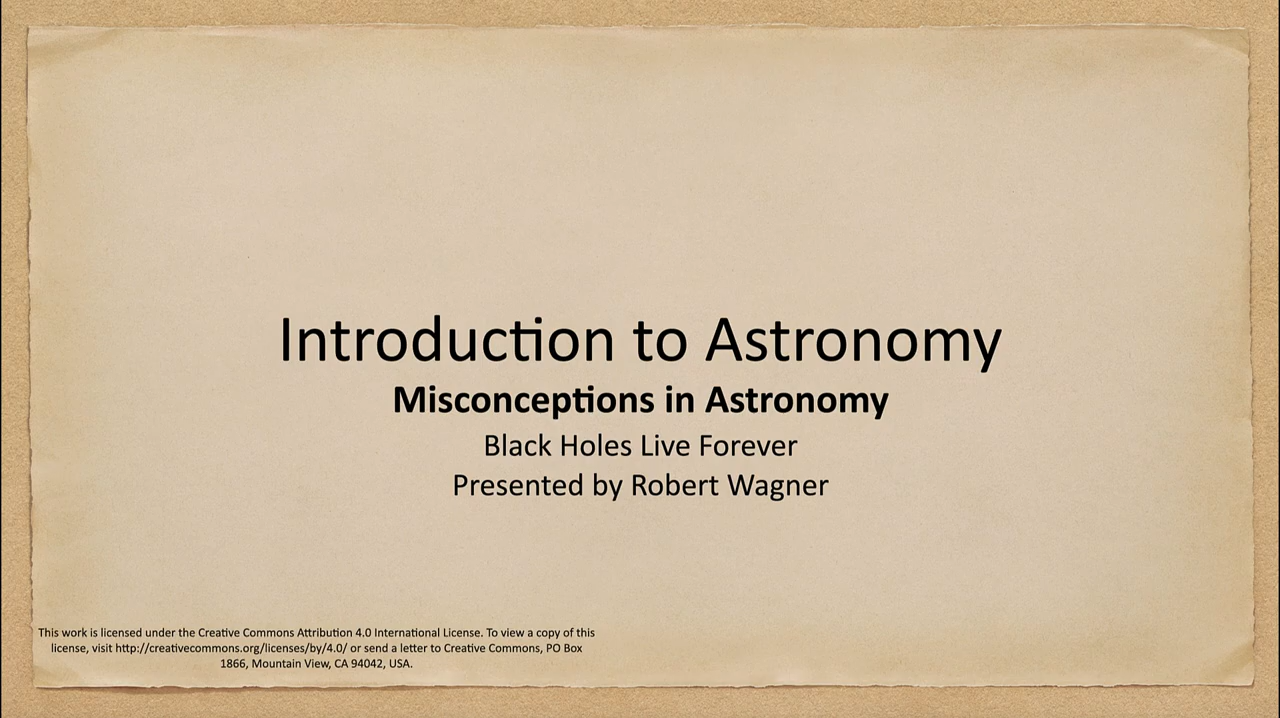 Introduction to Astronomy
Misconceptions in Astronomy
Black Holes Live Forever
Presented by Robert Wagner
This work is licensed under the Creative Commons Attribution 4.0 International License. To view a copy of this
license, visit http://creativecommons.org/licenses/by/4.0/ or send a letter to Creative Commons, PO Box
1866, Mountain View, CA 94042, USA.